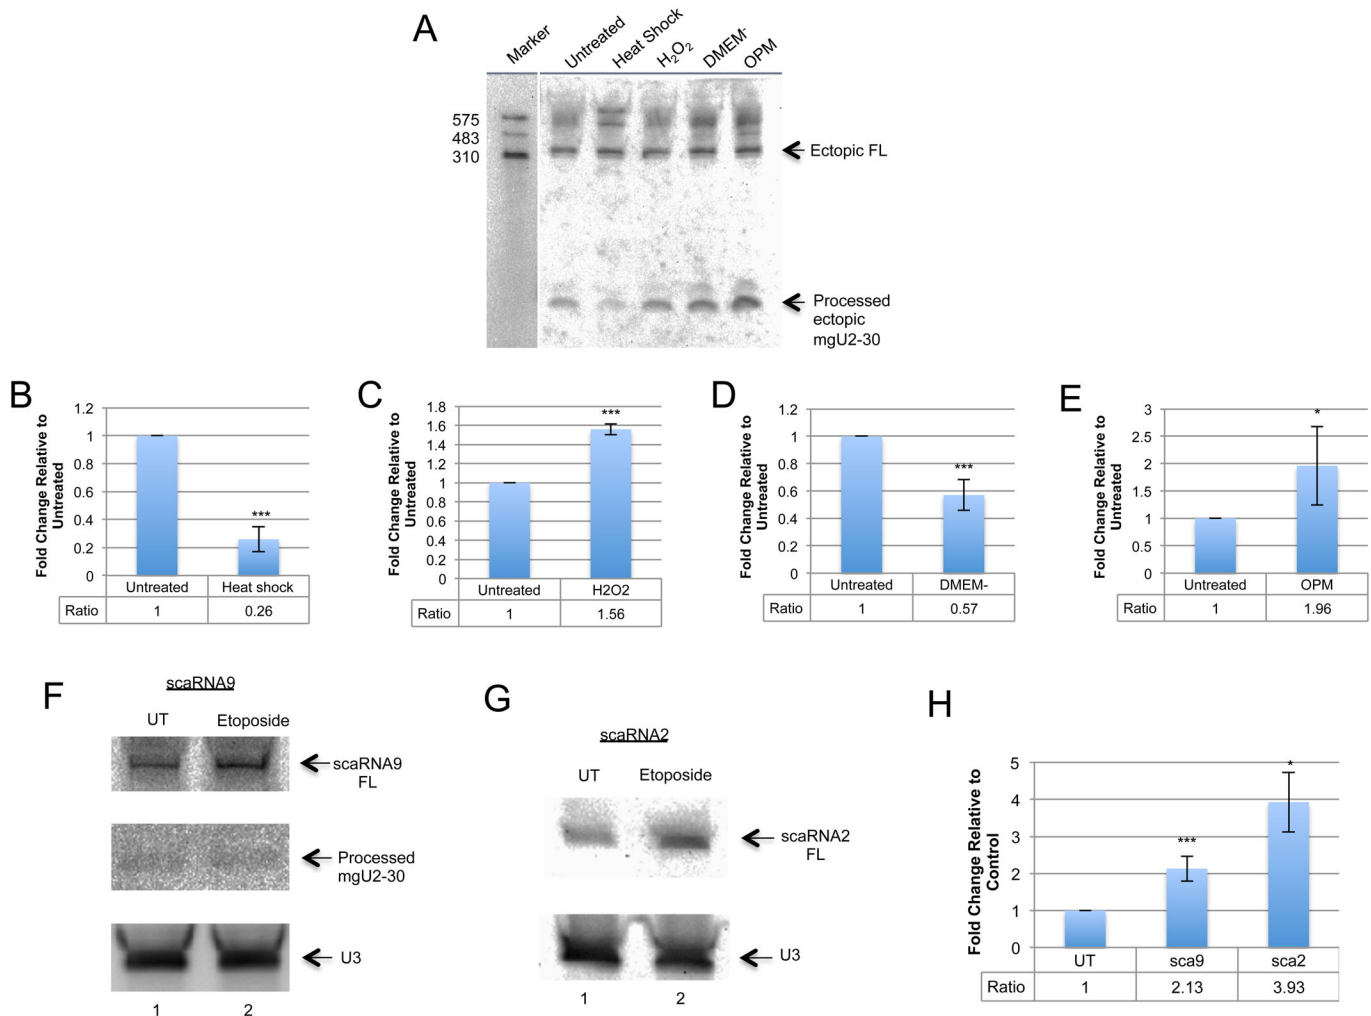 A
Marker
Untreated
Heat Shock
H2O2
DMEM-
OPM
575
483
310
Ectopic FL
Processed
ectopic
mgU2-30
B
Fold Change Relative to
Untreated
1.2
1
0.8
0.6
0.4
0.2
0
Untreated Heat shock
Ratio 1 0.26
***
C
Fold Change Relative to
Untreated
1.8
1.6
1.4
1.2
1
0.8
0.6
0.4
0.2
0
Untreated H2O2
Ratio 1 1.56
***
D
Fold Change Relative to
Untreated
1.2
1
0.8
0.6
0.4
0.2
0
Untreated DMEM-
Ratio 1 0.57
***
E
Fold Change Relative to
Untreated
3
2.5
2
1.5
1
0.5
0
Untreated OPM
Ratio 1 1.96
*
F
scaRNA9
UT Etoposide
scaRNA9
FL
Processed
mgU2-30
U3
1 2
G
scaRNA2
UT Etoposide
scaRNA2
FL
U3
1 2
H
Fold Change Relative to
Control
5
4
3
2
1
0
***
*
UT sca9 sca2
Ratio 1 2.13 3.93